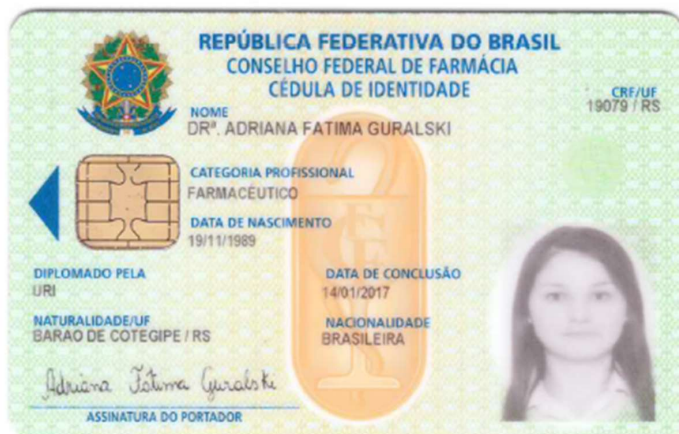 REPÚBLICA FEDERATIVA DO BRASIL
CONSELHO FEDERAL DE FARMÁCIA
CÉDULA DE IDENTIDADE
CRF/UF
19079 / RS
NOME
DRª. ADRIANA FATIMA GURALSKI
CATEGORIA PROFISSIONAL
FARMACÊUTICO
DATA DE NASCIMENTO
19/11/1989
DIPLOMADO PELA
URI
DATA DE CONCLUSÃO
14/01/2017
NATURALIDADE/UF
BARAO DE COTEGIPE / RS
NACIONALIDADE
BRASILEIRA
Adriana Fátima Guralski
ASSINATURA DO PORTADOR